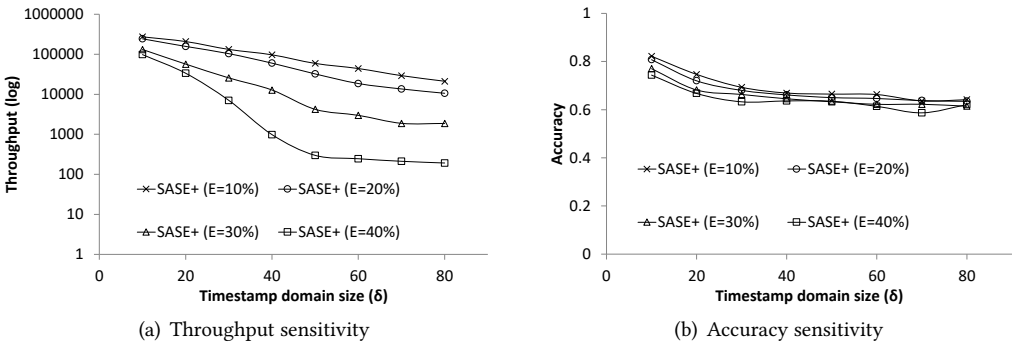 1000000
100000
10000
1000
100
10
1
Throughput (log)
SASE+ (E=10%)
SASE+ (E=20%)
SASE+ (E=30%)
SASE+ (E=40%)
0
20
40
60
80
Timestamp domain size (δ)
(a) Throughput sensitivity
1
0.8
0.6
0.4
0.2
0
Accuracy
SASE+ (E=10%)
SASE+ (E=20%)
SASE+ (E=30%)
SASE+ (E=40%)
0
20
40
60
80
Timestamp domain size (δ)
(b) Accuracy sensitivity